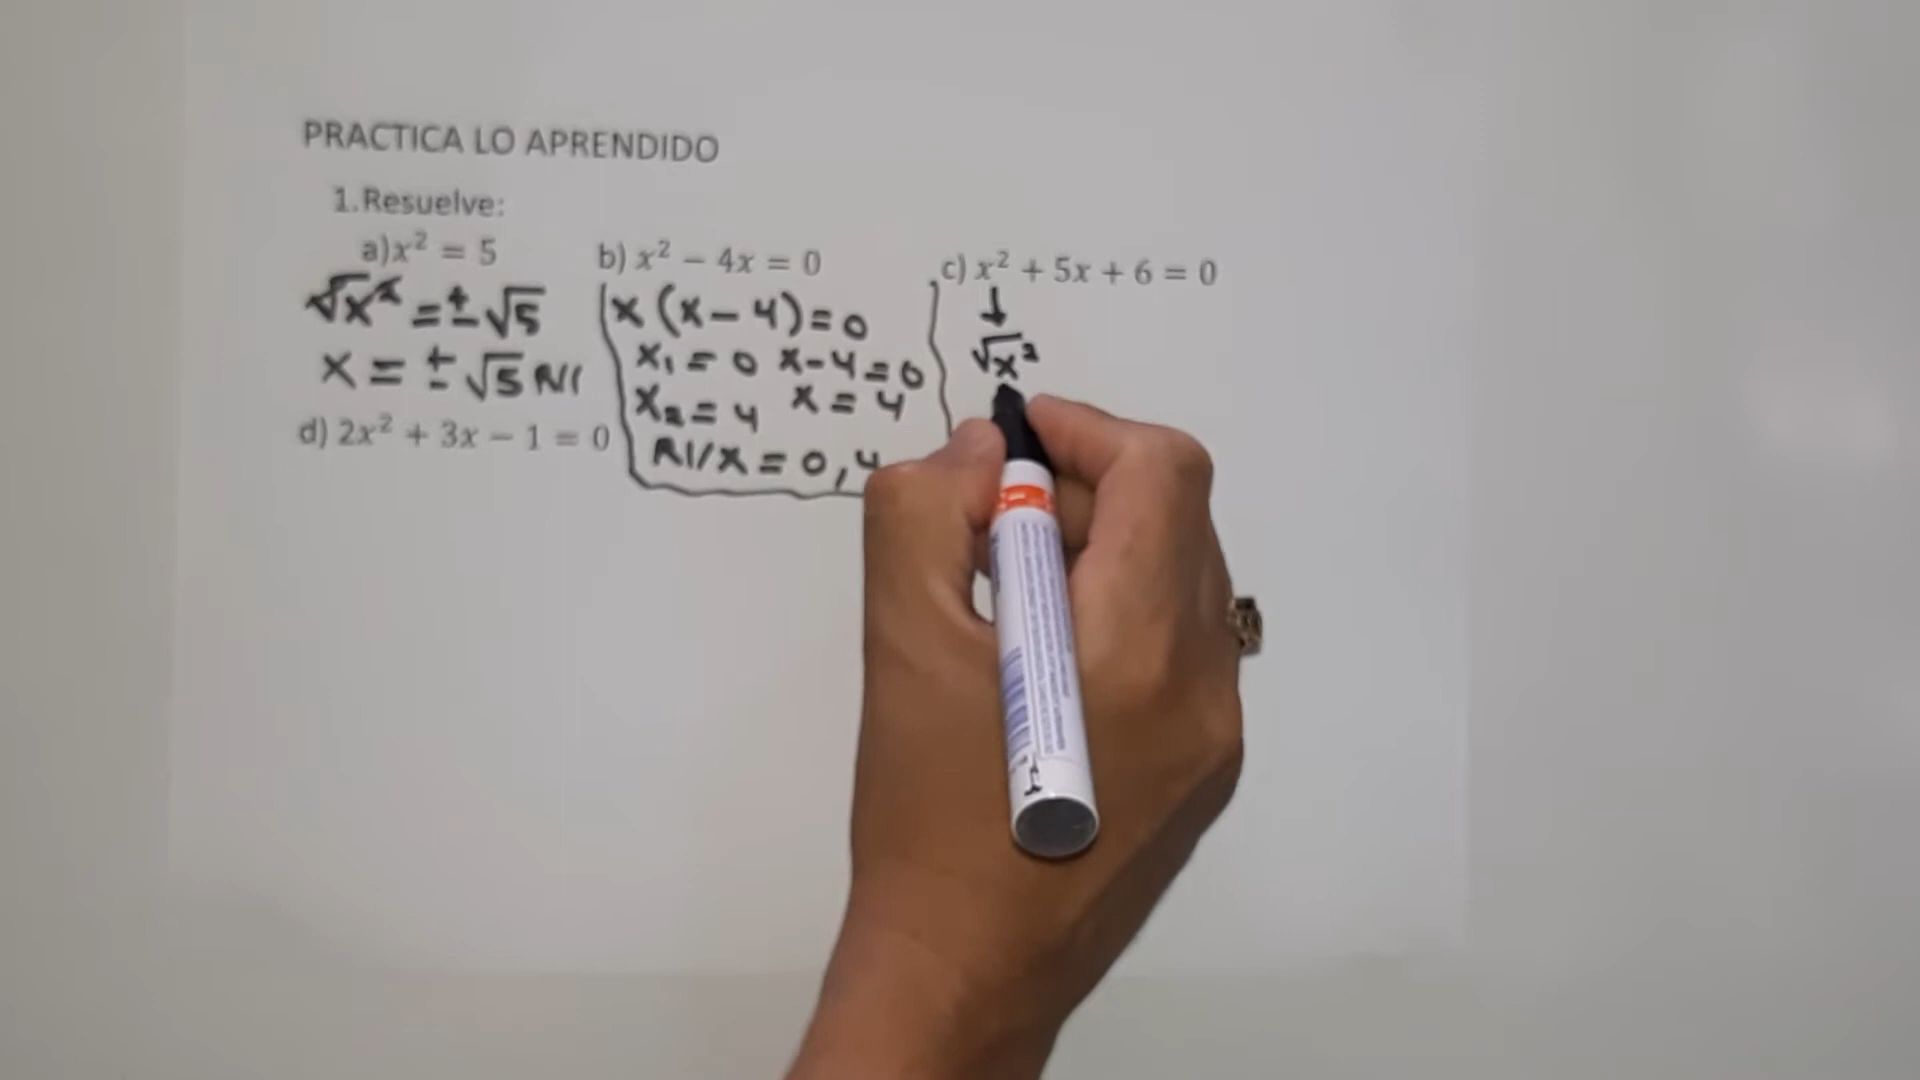 PRACTICA LO APRENDIDO
1.Resuelve:
a)x² = 5
√x² = ± √5
x = ± √5 R//
b) x² − 4x = 0
x (x − 4) = 0
x₁ = 0 x − 4 = 0
x₂ = 4 x = 4
R// x = 0, 4
c) x² + 5x + 6 = 0
↓
√x²
d) 2x² + 3x − 1 = 0